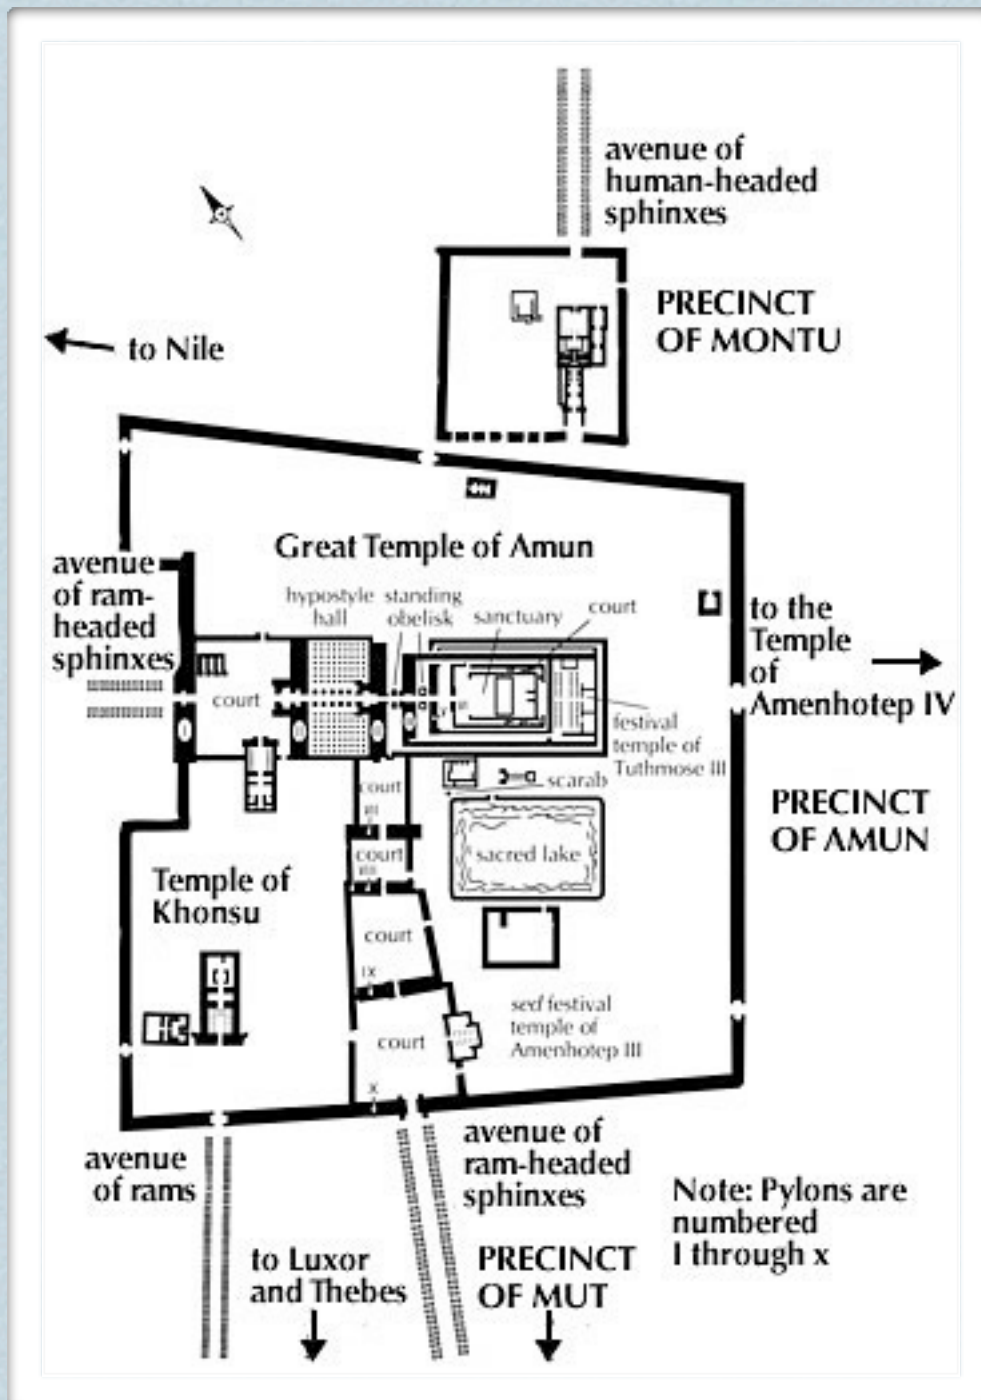 avenue of
human-headed
sphinxes
PRECINCT
OF MONTU
to Nile
Great Temple of Amun
avenue
of ram-
headed
sphinxes
hypostyle
hall
standing
obelisk
sanctuary
court
court
to the
Temple
of
Amenhotep IV
festival
temple of
Tuthmose III
scarab
PRECINCT
OF AMUN
court
sacred lake
court
Temple of
Khonsu
court
IX
sed festival
temple of
Amenhotep III
court
X
avenue
of rams
avenue of
ram-headed
sphinxes
Note: Pylons are
numbered
I through x
to Luxor
and Thebes
PRECINCT
OF MUT